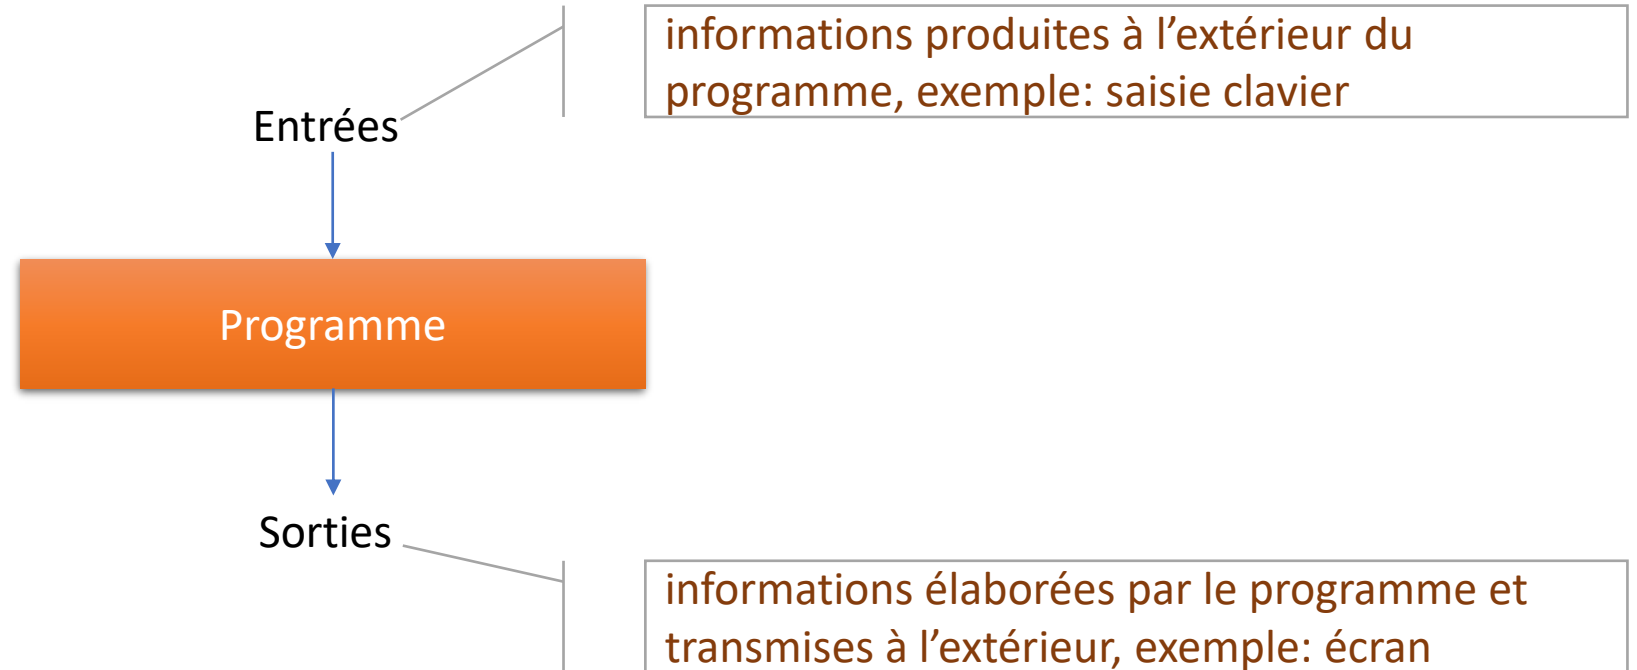 informations produites à l’extérieur du
programme, exemple: saisie clavier
Entrées
Programme
Sorties
informations élaborées par le programme et
transmises à l’extérieur, exemple: écran